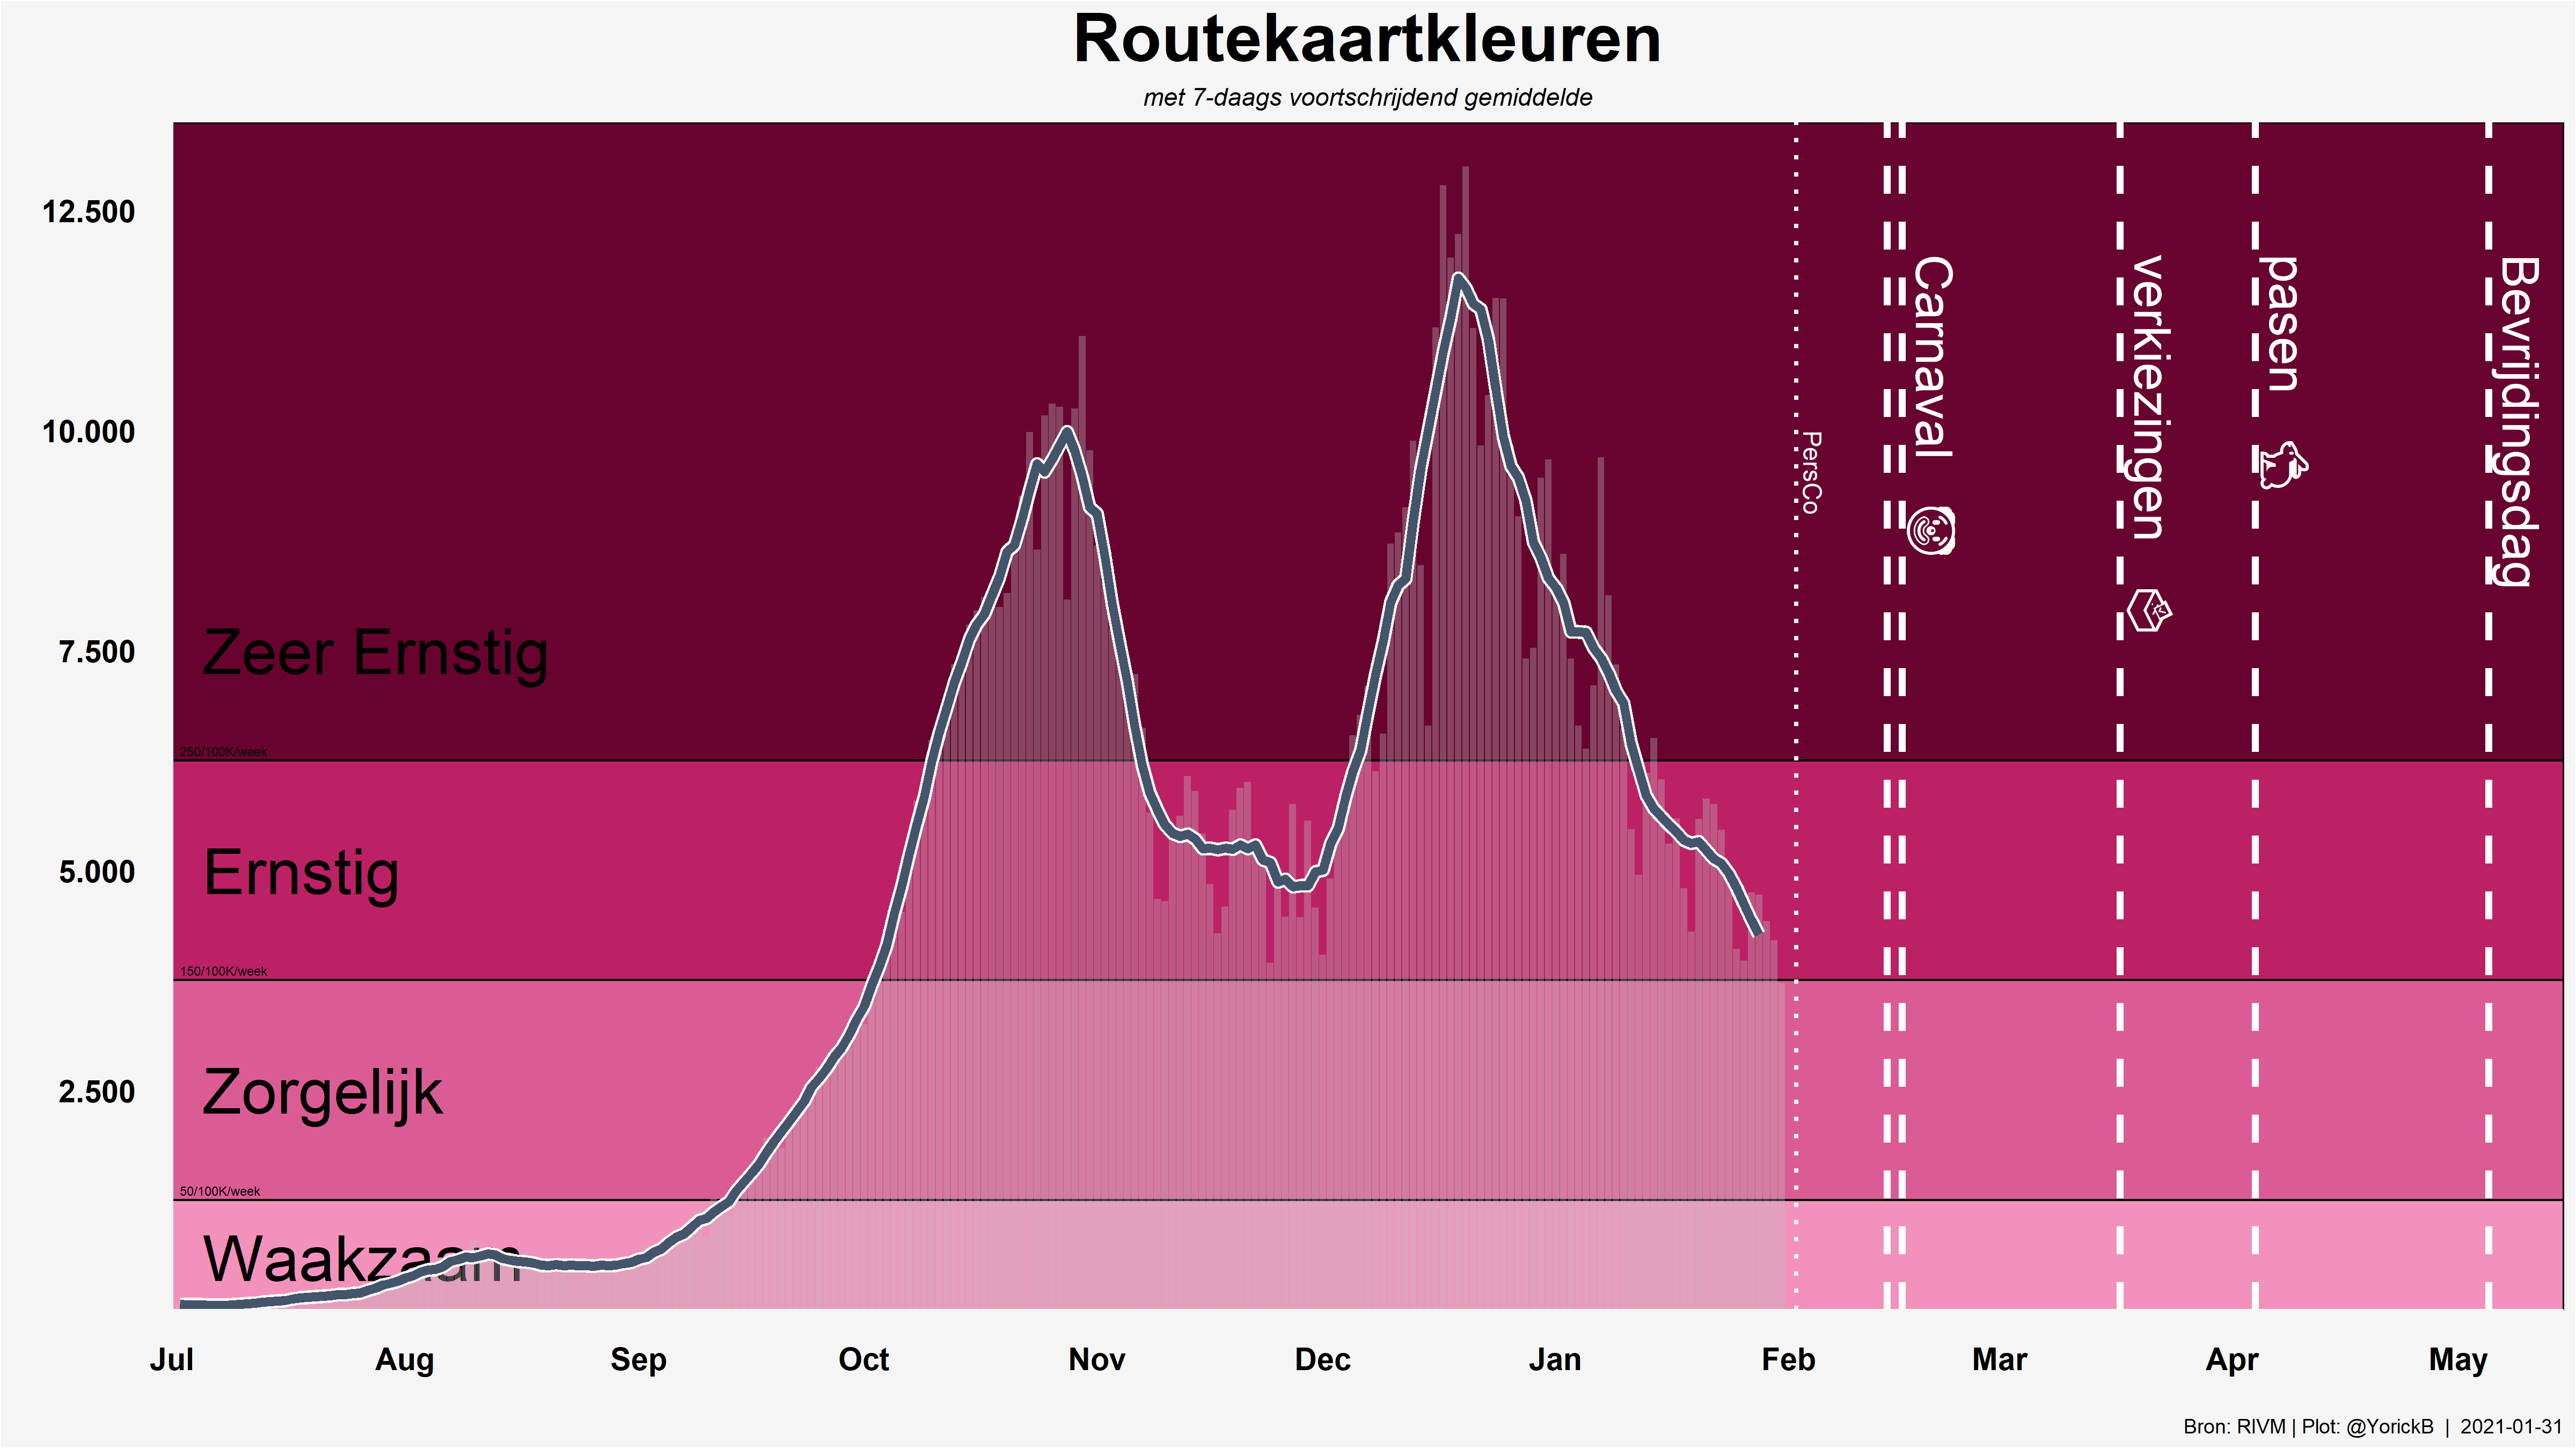 Routekaartkleuren
met 7-daags voortschrijdend gemiddelde
12.500
10.000
7.500
5.000
2.500
Zeer Ernstig
250/100K/week
Ernstig
150/100K/week
Zorgelijk
50/100K/week
Waakzaam
PersCo
Carnaval
verkiezingen
pasen
Bevrijdingsdag
Jul Aug Sep Oct Nov Dec Jan Feb Mar Apr May
Bron: RIVM | Plot: @YorickB | 2021-01-31